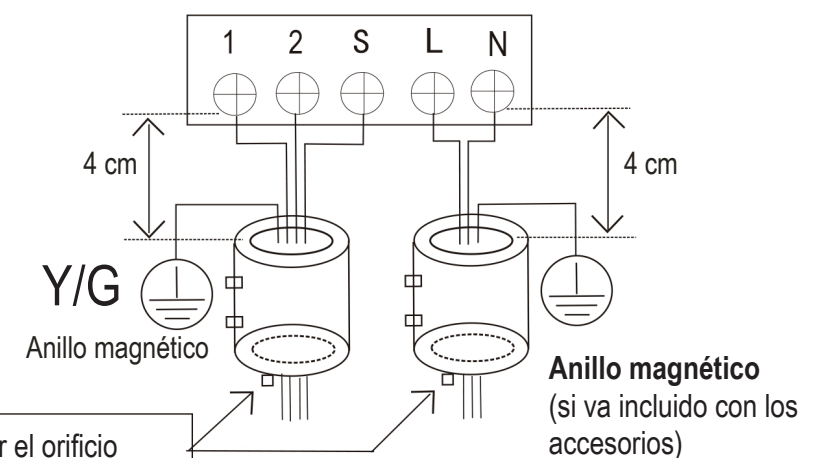 1 2 S L N
4 cm
4 cm
Y/G
Anillo magnético
Anillo magnético
(si va incluido con los
accesorios)
el orificio